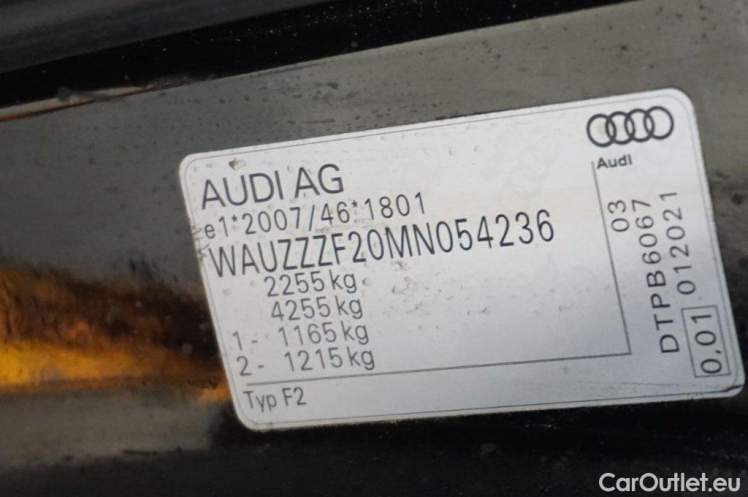 AUDI AG
e1*2007/46*1801
WAUZZZF20MN054236
2255 kg
4255 kg
1 - 1165 kg
2 - 1215 kg
Typ F2
Audi
03
DTPB6067
012021
0,01
CarOutlet.eu